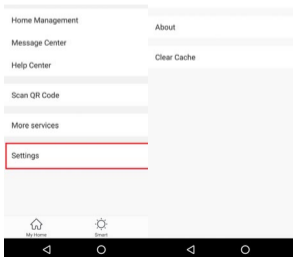 Home Management
Message Center
Help Center
Scan QR Code
More services
Settings
My Home
Smart
About
Clear Cache